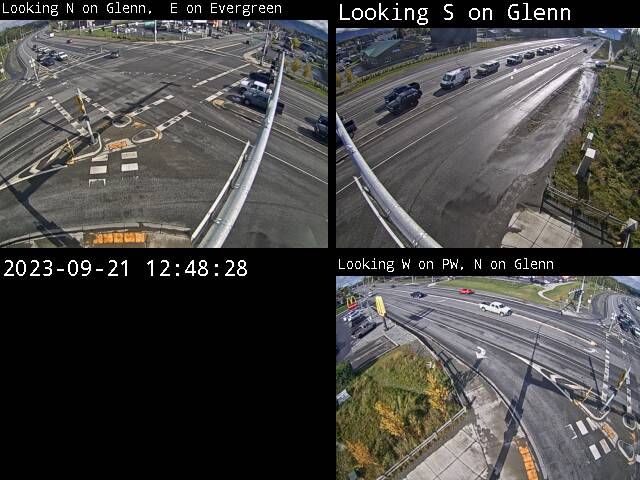 Looking N on Glenn,  E on Evergreen
Looking S on Glenn
2023-09-21 12:48:28
Looking W on PW, N on Glenn